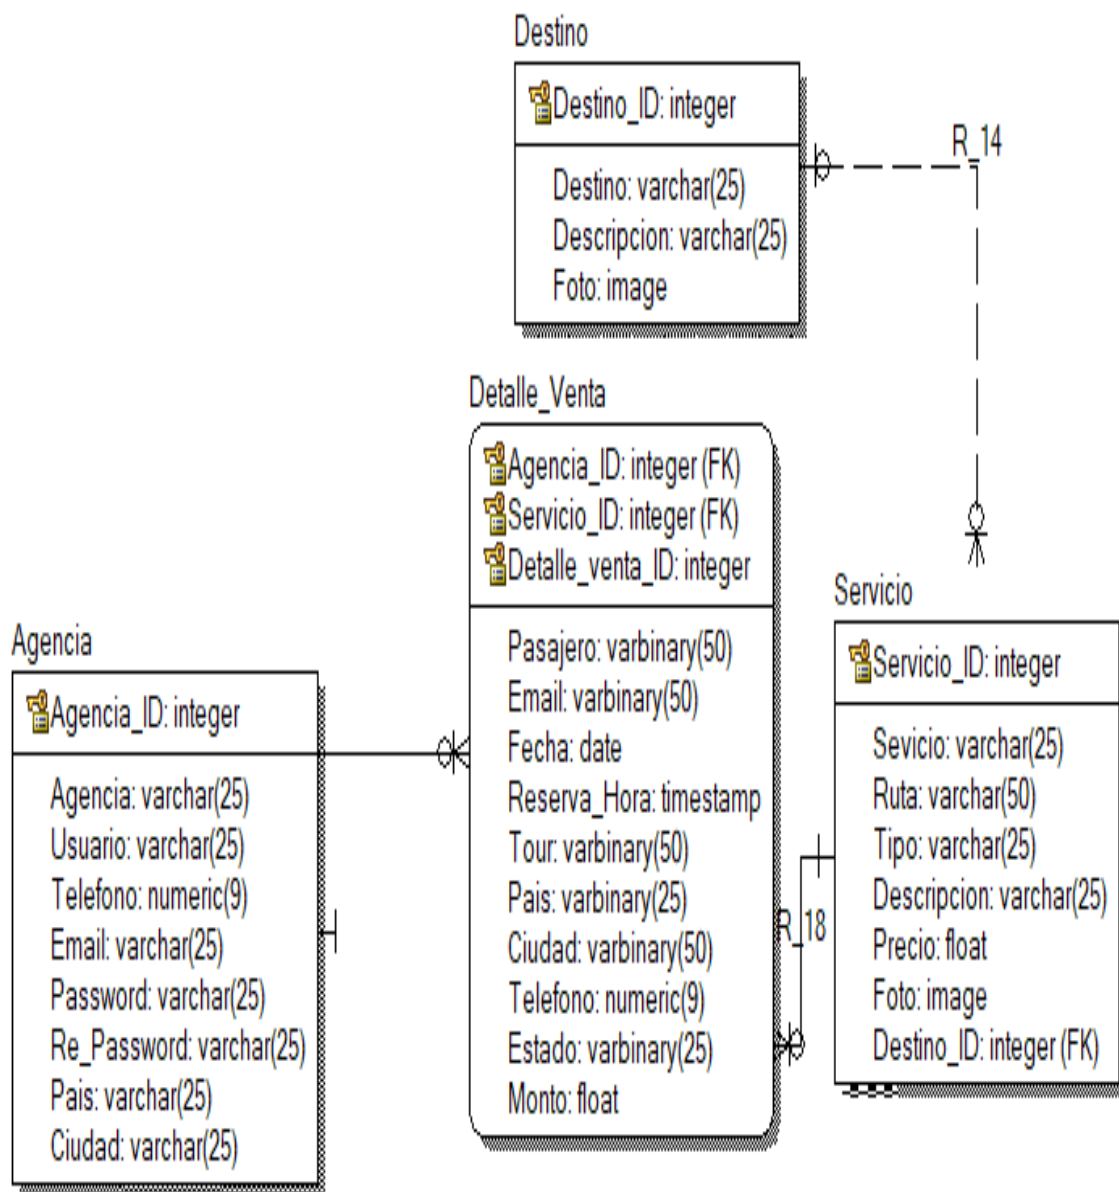 Destino
Destino_ID: integer
Destino: varchar(25)
Descripcion: varchar(25)
Foto: image
R_14
Detalle_Venta
Agencia_ID: integer (FK)
Servicio_ID: integer (FK)
Detalle_venta_ID: integer
Pasajero: varbinary(50)
Email: varbinary(50)
Fecha: date
Reserva_Hora: timestamp
Tour: varbinary(50)
Pais: varbinary(25)
Ciudad: varbinary(50)
Telefono: numeric(9)
Estado: varbinary(25)
Monto: float
Agencia
Agencia_ID: integer
Agencia: varchar(25)
Usuario: varchar(25)
Telefono: numeric(9)
Email: varchar(25)
Password: varchar(25)
Re_Password: varchar(25)
Pais: varchar(25)
Ciudad: varchar(25)
R_18
Servicio
Servicio_ID: integer
Sevicio: varchar(25)
Ruta: varchar(50)
Tipo: varchar(25)
Descripcion: varchar(25)
Precio: float
Foto: image
Destino_ID: integer (FK)